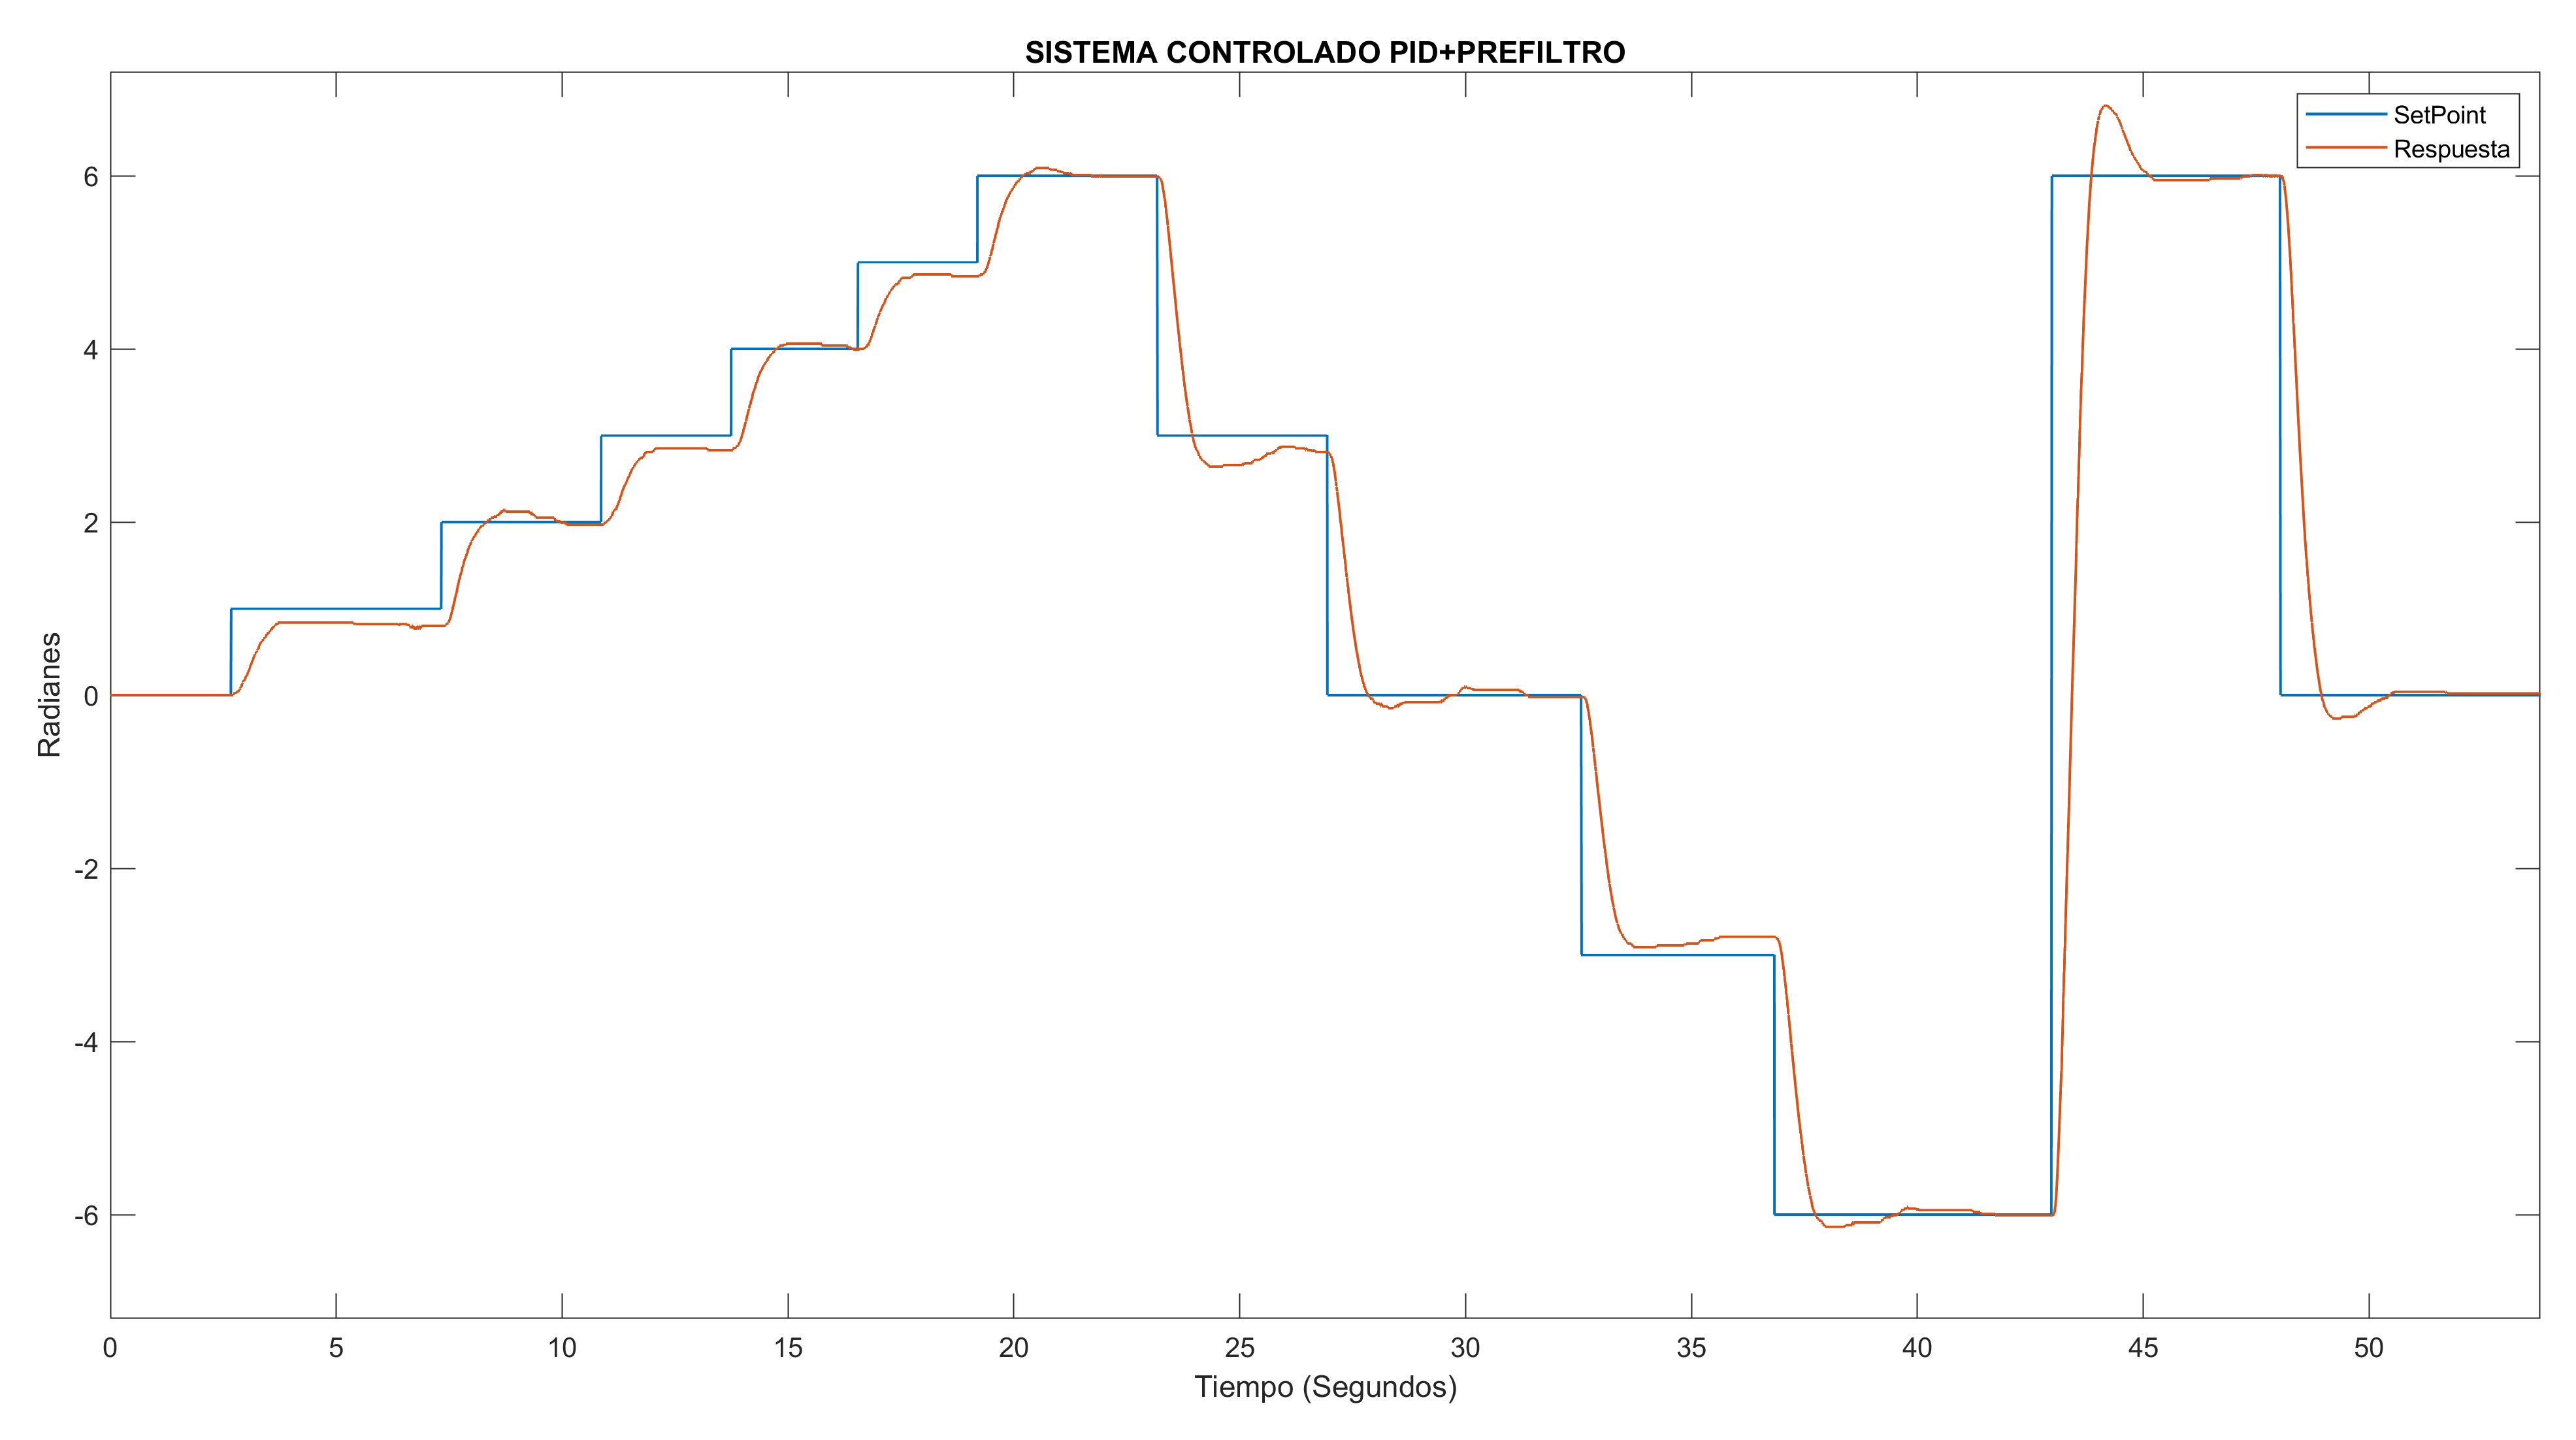 SISTEMA CONTROLADO PID+PREFILTRO
SetPoint
Respuesta
6
4
2
0
-2
-4
-6
Radianes
0 5 10 15 20 25 30 35 40 45 50
Tiempo (Segundos)